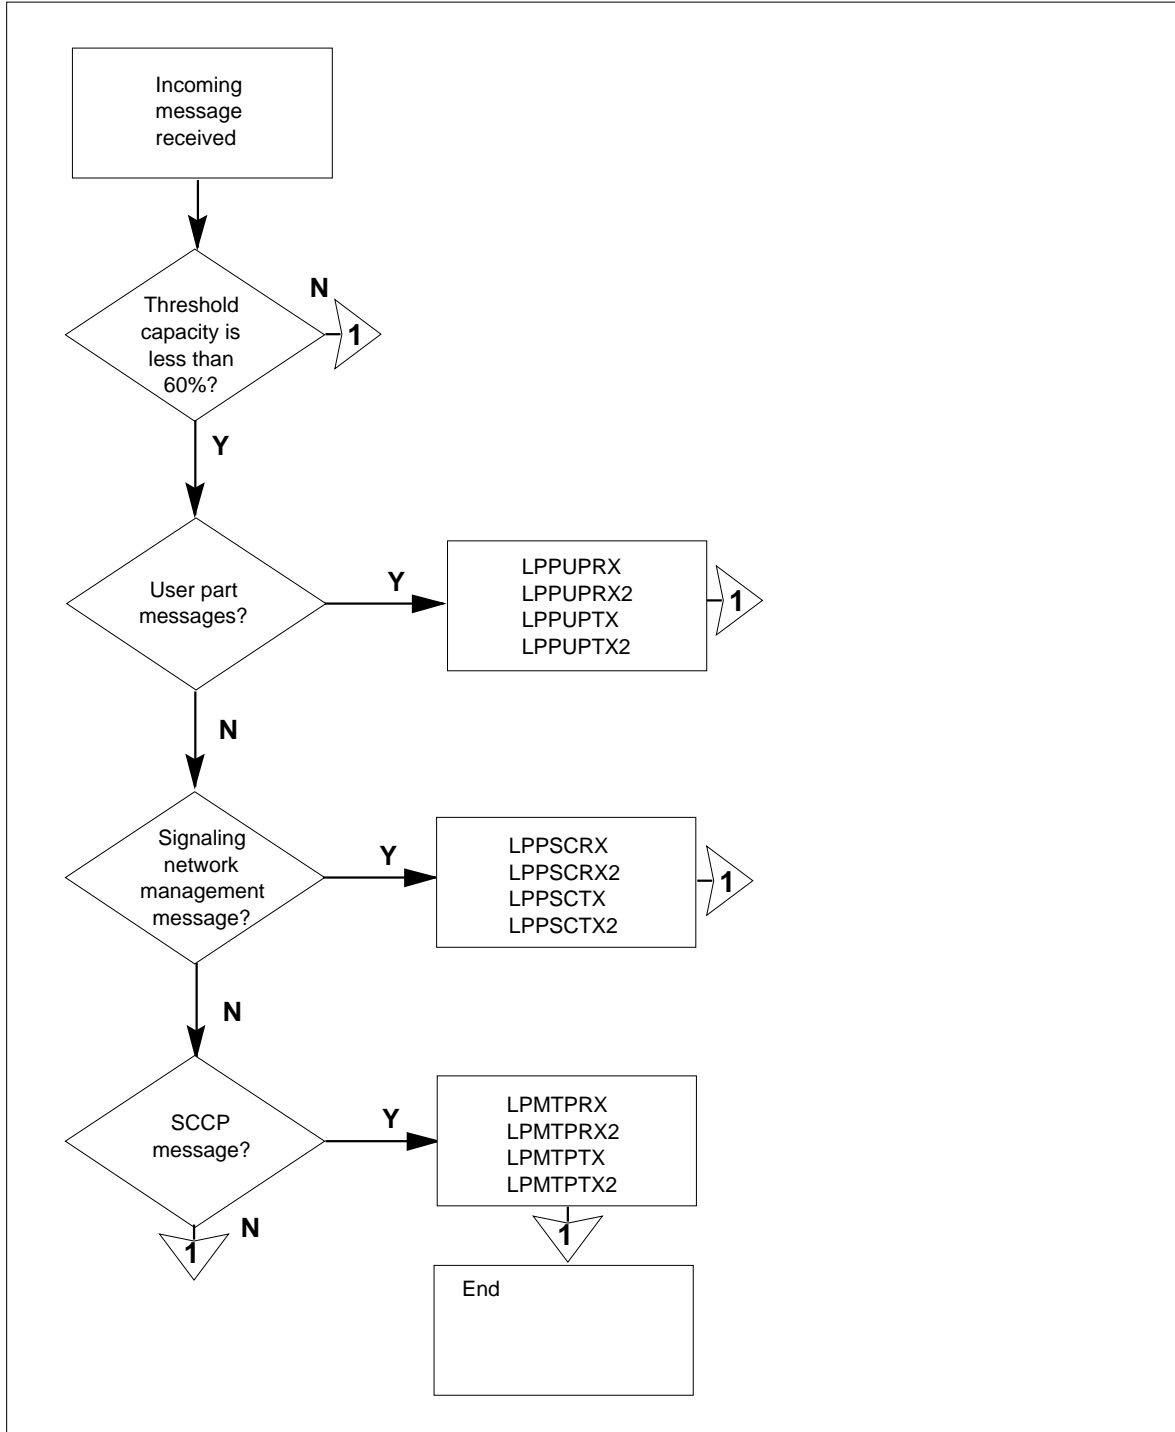 Incoming
message
received
N
Threshold
capacity is
less than
60%?
1
Y
User part
messages?
Y
LPPUPRX
LPPUPRX2
LPPUPTX
LPPUPTX2
1
N
Signaling
network
management
message?
Y
LPPSCRX
LPPSCRX2
LPPSCTX
LPPSCTX2
1
N
SCCP
message?
Y
LPMTPRX
LPMTPRX2
LPMTPTX
LPMTPTX2
N
1
1
End